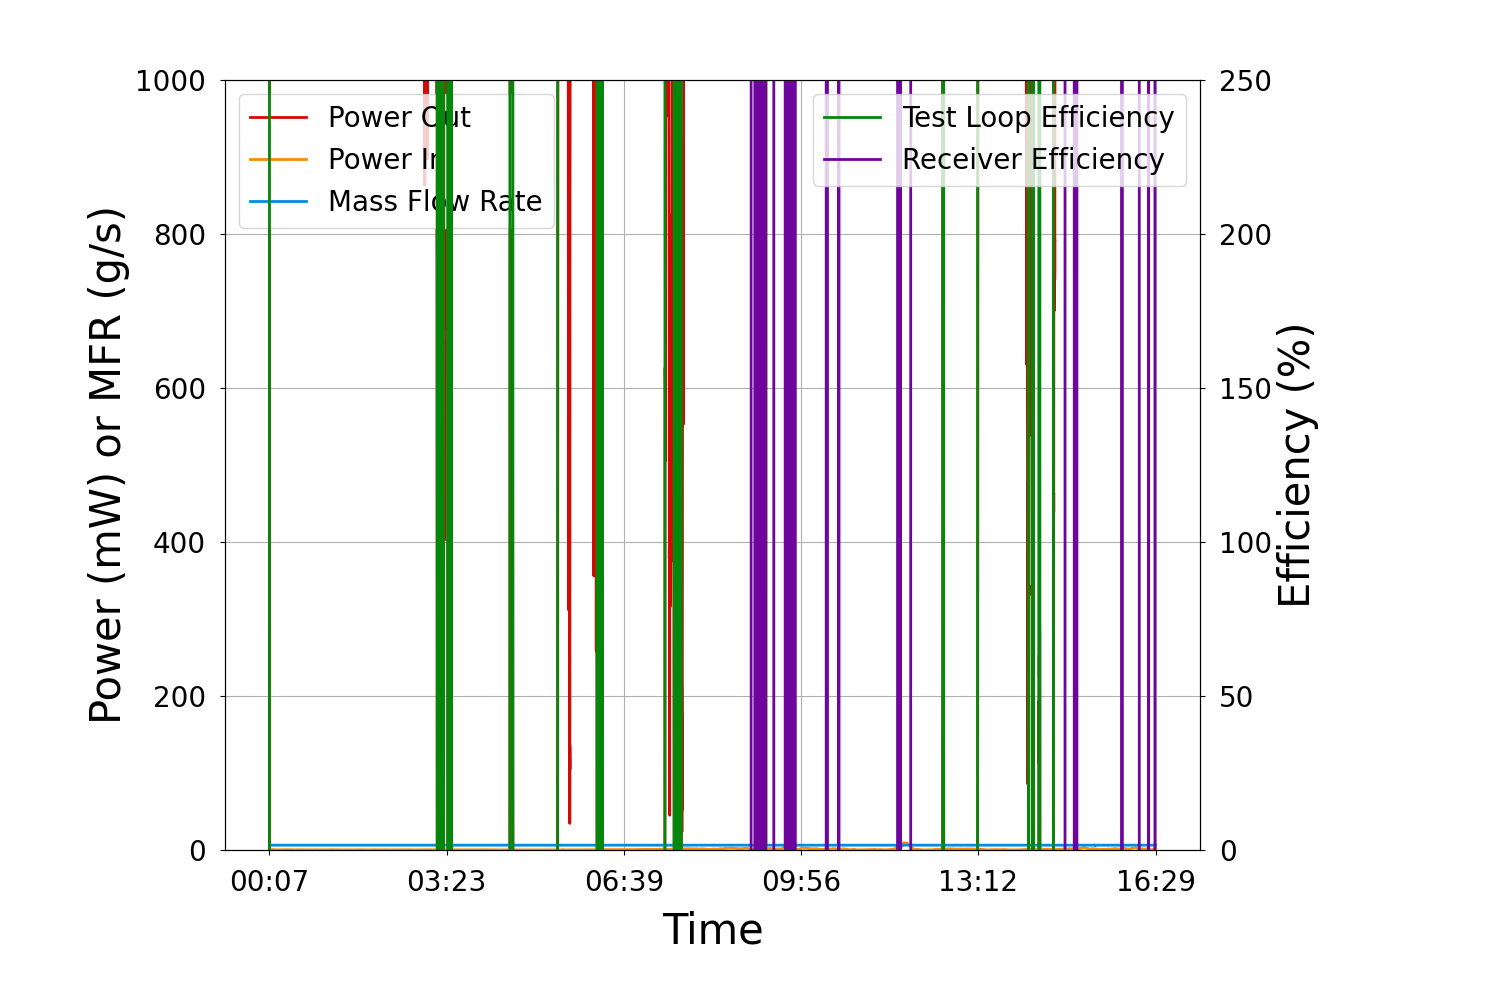 1000
800
600
400
200
0
Power (mW) or MFR (g/s)
Power Out
Power In
Mass Flow Rate
Test Loop Efficiency
Receiver Efficiency
250
200
150
100
50
0
Efficiency (%)
00:07 03:23 06:39 09:56 13:12 16:29
Time